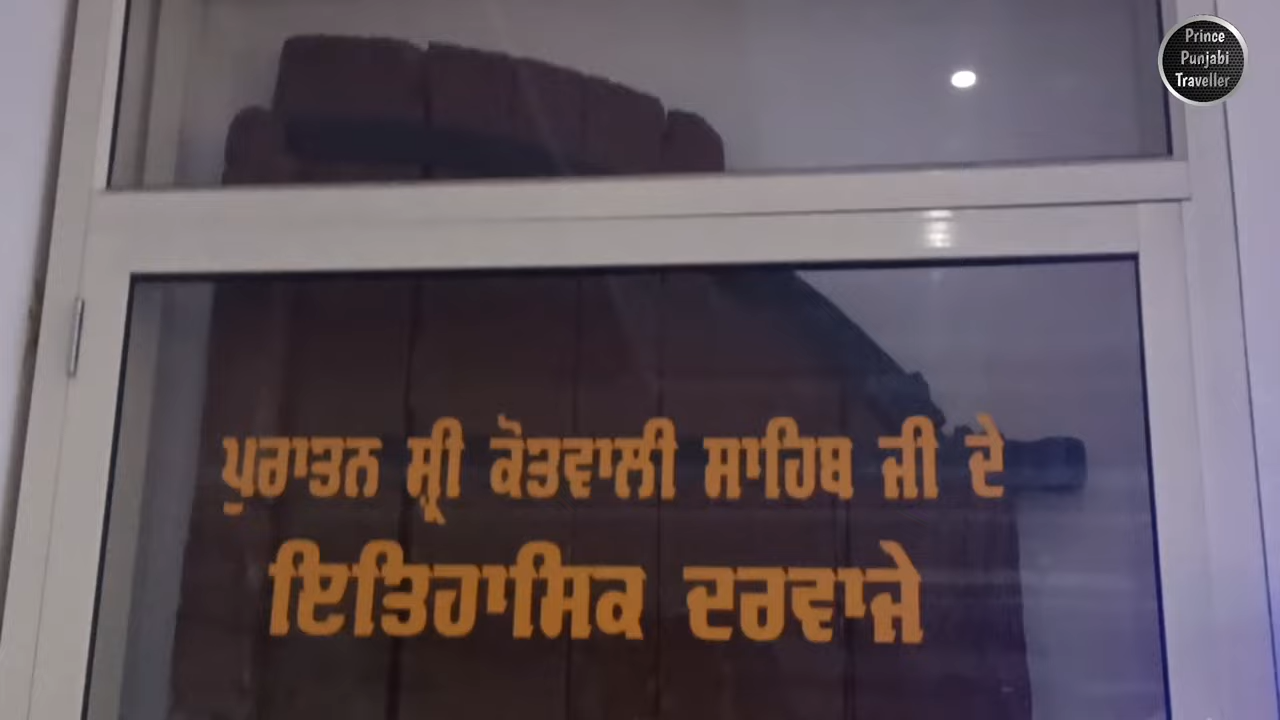 Prince
Punjabi
Traveller
ਪੁਰਾਤਨ ਸ਼੍ਰੀ ਕੋਤਵਾਲੀ ਸਾਹਿਬ ਜੀ ਦੇ
ਇਤਿਹਾਸਿਕ ਦਰਵਾਜੇ